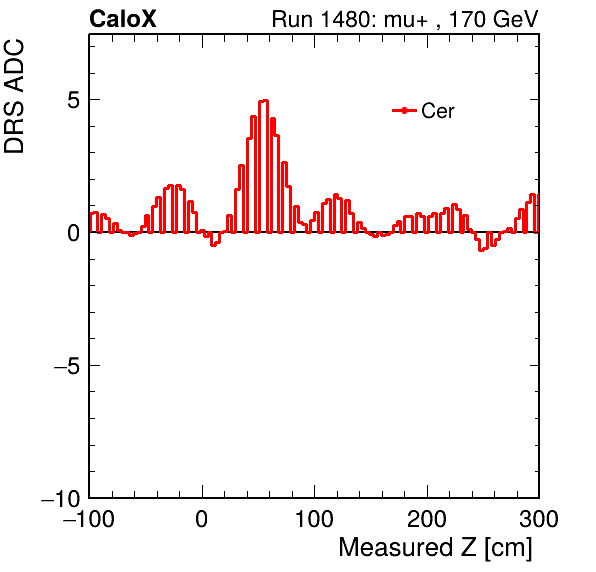 CaloX
Run 1480: mu+ , 170 GeV
DRS ADC
5
Cer
0
−5
−10
−100 0 100 200 300
Measured Z [cm]